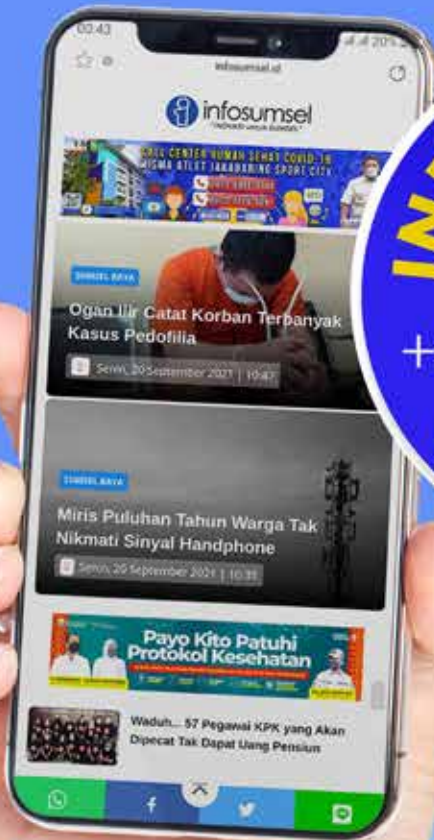 03:43
20%
infosumsel.id
infosumsel
CALL CENTER RUMAH SEHAT COVID-19
WISMA ATLET JAKABARING SPORT CITY
SUMSEL RAYA
Ogan Ilir Catat Korban Terbanyak
Kasus Pedofilia
Senin, 20 September 2021 | 10:47
SUMSEL RAYA
Miris Puluhan Tahun Warga Tak
Nikmati Sinyal Handphone
Senin, 20 September 2021 | 10:31
Payo Kito Patuhi
Protokol Kesehatan
Waduh... 57 Pegawai KPK yang Akan
Dipecat Tak Dapat Uang Pensiun